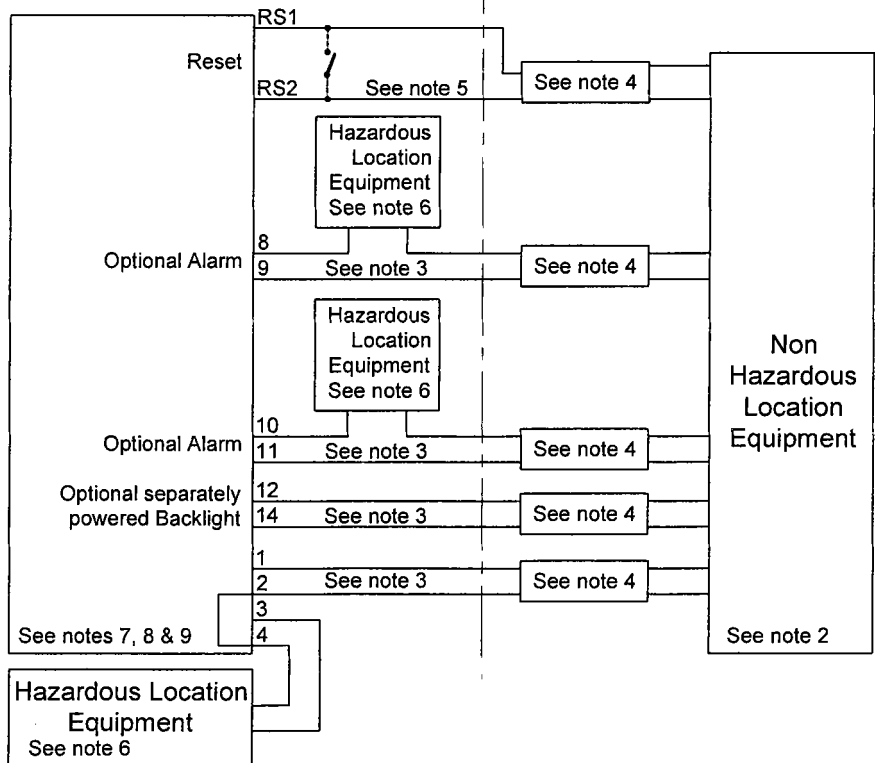 RS1
Reset
RS2
See note 5
See note 4
Hazardous
Location
Equipment
See note 6
8
Optional Alarm
9
See note 3
See note 4
Hazardous
Location
Equipment
See note 6
10
Optional Alarm
11
See note 3
See note 4
Optional separately
powered Backlight
12
14
See note 3
See note 4
1
2
See note 3
See note 4
3
4
See notes 7, 8 & 9
Non
Hazardous
Location
Equipment
See note 2
Hazardous Location
Equipment
See note 6